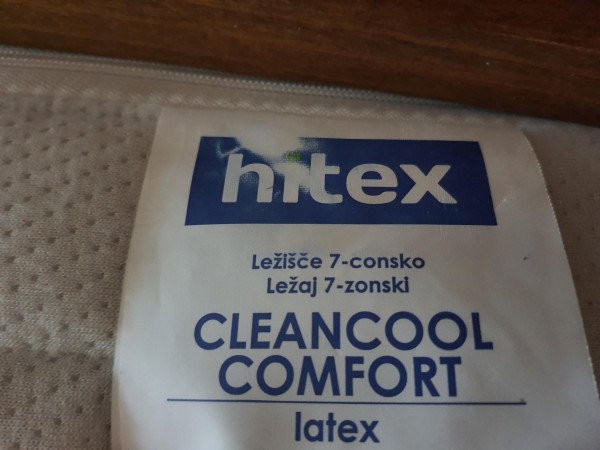 hitex
Ležišče 7-consko
Ležaj 7-zonski
CLEANCOOL
COMFORT
latex